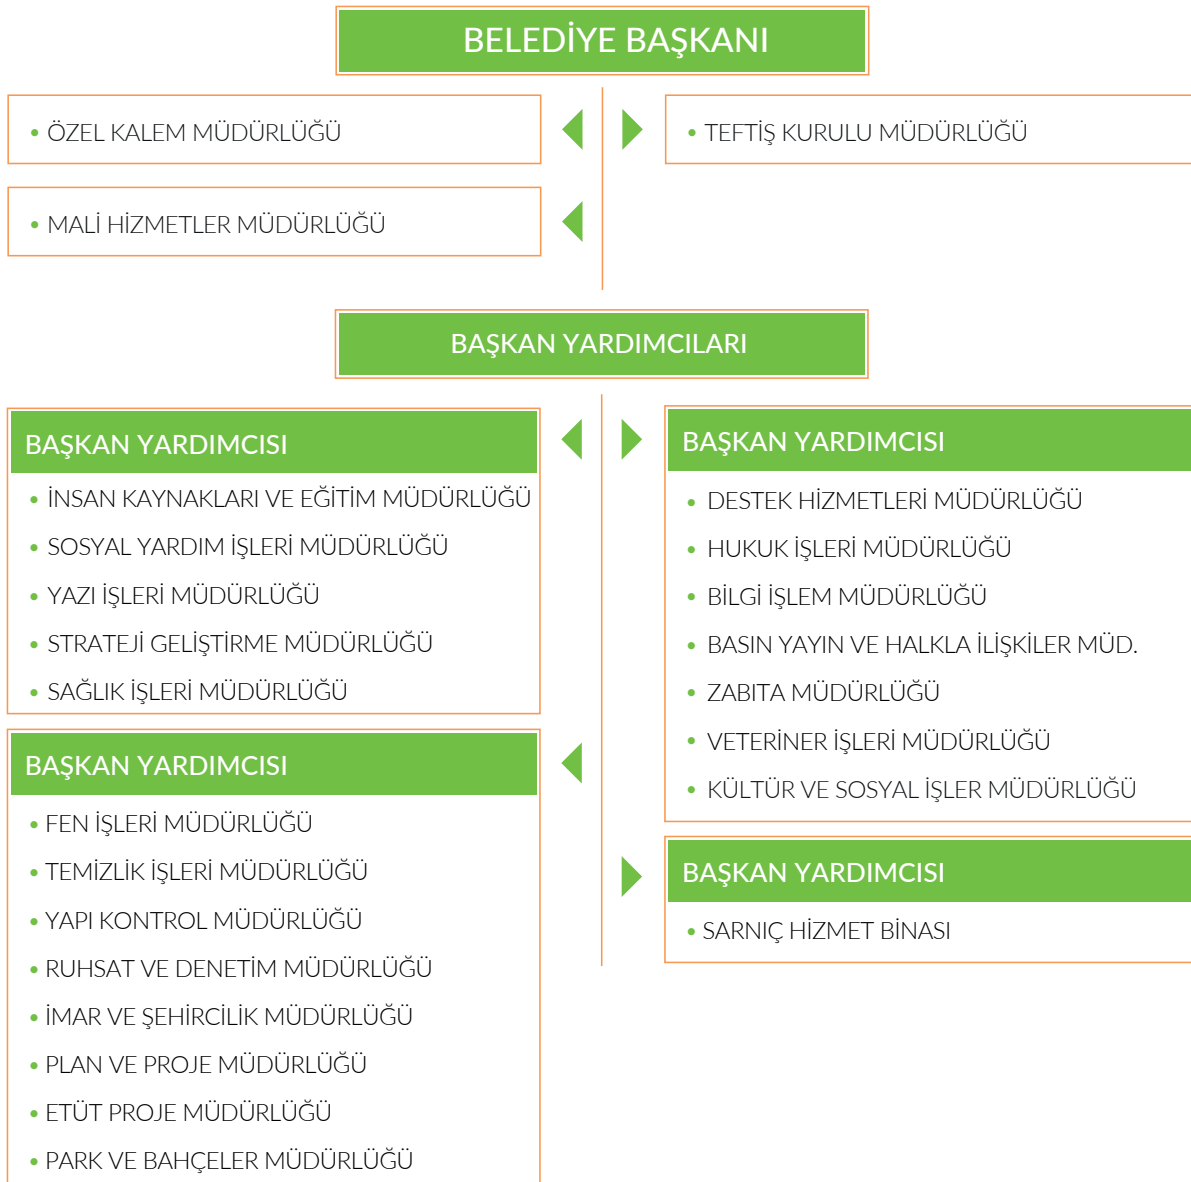 BELEDİYE BAŞKANI
• ÖZEL KALEM MÜDÜRLÜĞÜ
• TEFTİŞ KURULU MÜDÜRLÜĞÜ
• MALİ HİZMETLER MÜDÜRLÜĞÜ
BAŞKAN YARDIMCILARI
BAŞKAN YARDIMCISI
• İNSAN KAYNAKLARI VE EĞİTİM MÜDÜRLÜĞÜ
• SOSYAL YARDIM İŞLERİ MÜDÜRLÜĞÜ
• YAZI İŞLERİ MÜDÜRLÜĞÜ
• STRATEJİ GELİŞTİRME MÜDÜRLÜĞÜ
• SAĞLIK İŞLERİ MÜDÜRLÜĞÜ
BAŞKAN YARDIMCISI
• DESTEK HİZMETLERİ MÜDÜRLÜĞÜ
• HUKUK İŞLERİ MÜDÜRLÜĞÜ
• BİLGİ İŞLEM MÜDÜRLÜĞÜ
• BASIN YAYIN VE HALKLA İLİŞKİLER MÜD.
• ZABITA MÜDÜRLÜĞÜ
• VETERİNER İŞLERİ MÜDÜRLÜĞÜ
• KÜLTÜR VE SOSYAL İŞLER MÜDÜRLÜĞÜ
BAŞKAN YARDIMCISI
• FEN İŞLERİ MÜDÜRLÜĞÜ
• TEMİZLİK İŞLERİ MÜDÜRLÜĞÜ
• YAPI KONTROL MÜDÜRLÜĞÜ
• RUHSAT VE DENETİM MÜDÜRLÜĞÜ
• İMAR VE ŞEHİRCİLİK MÜDÜRLÜĞÜ
• PLAN VE PROJE MÜDÜRLÜĞÜ
• ETÜT PROJE MÜDÜRLÜĞÜ
• PARK VE BAHÇELER MÜDÜRLÜĞÜ
BAŞKAN YARDIMCISI
• SARNIÇ HİZMET BİNASI